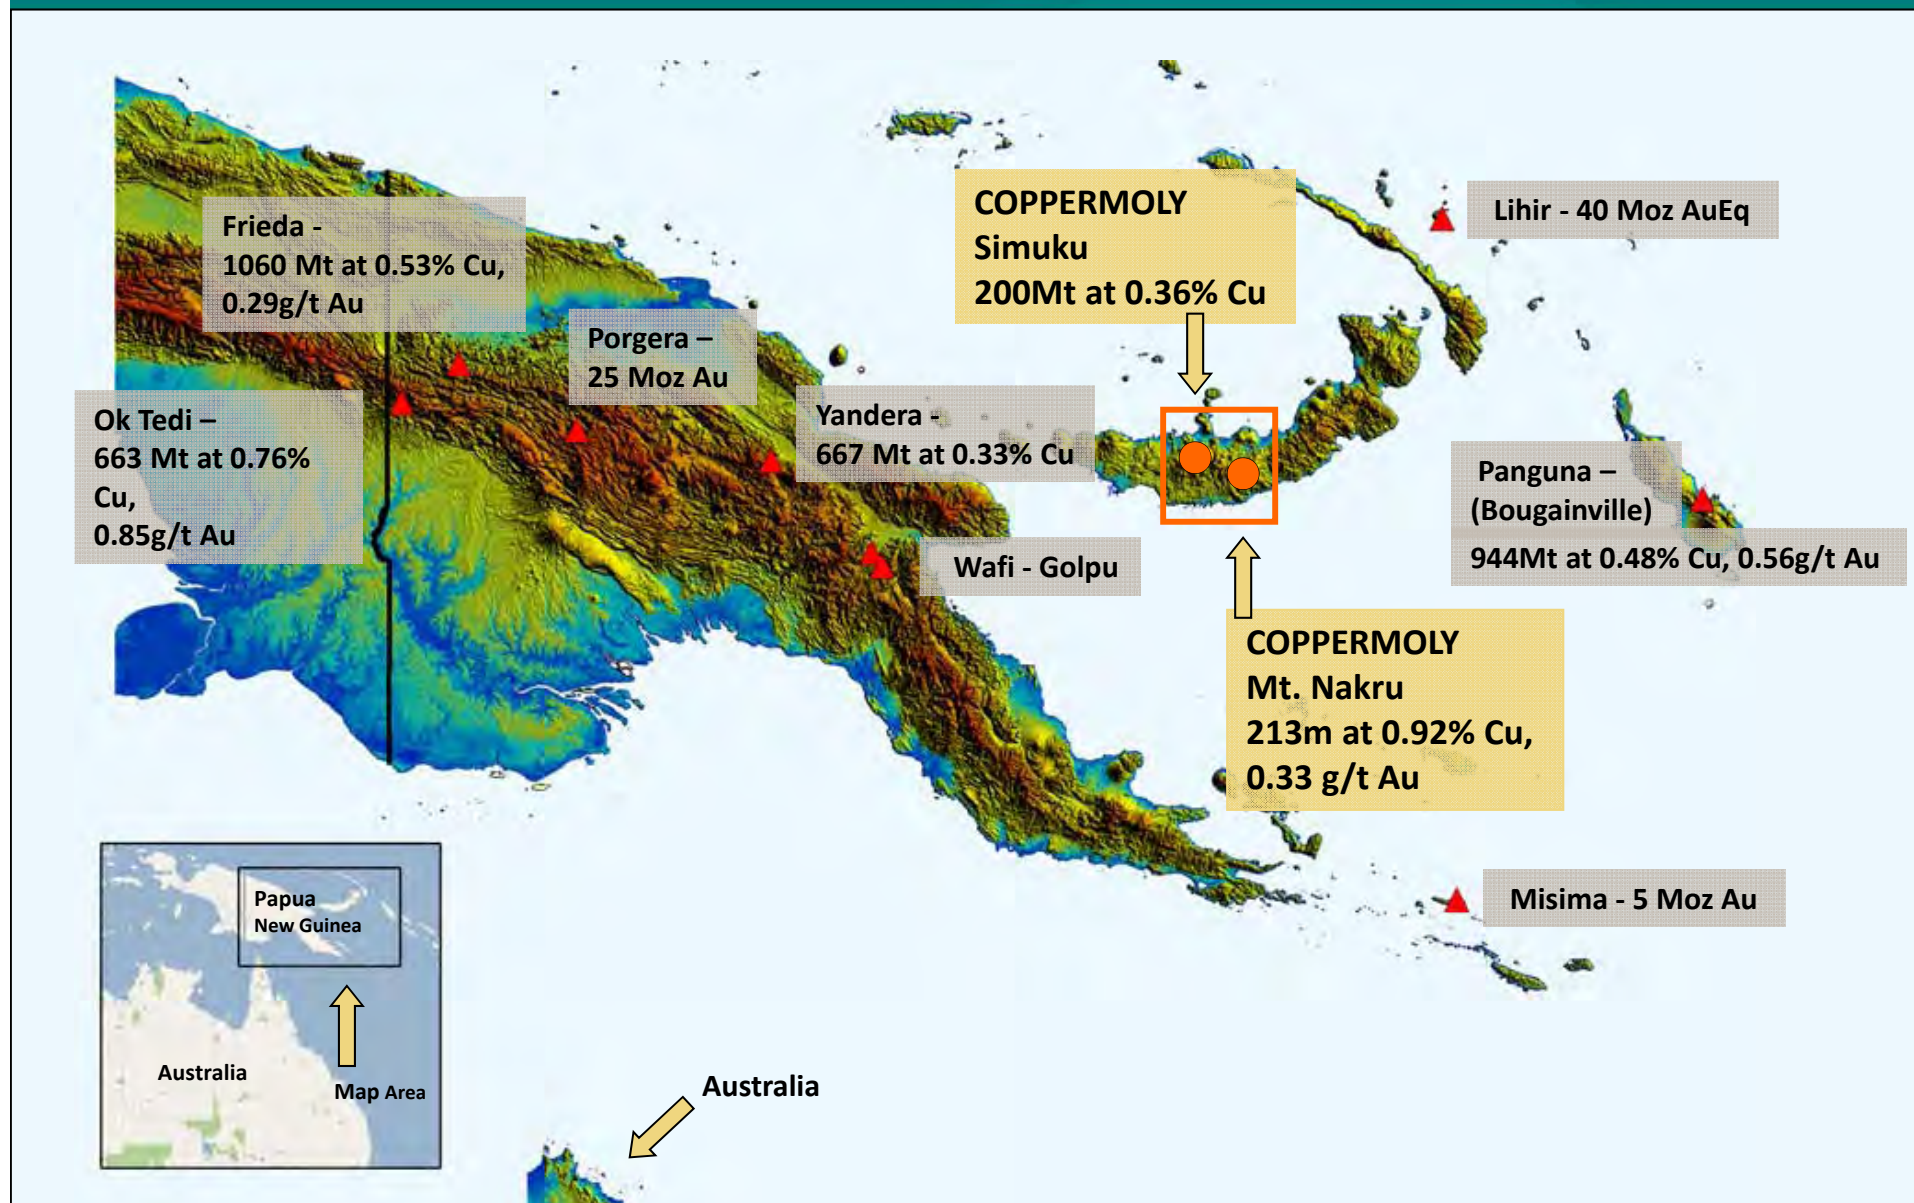 Frieda -
1060 Mt at 0.53% Cu,
0.29g/t Au
Porgera –
25 Moz Au
Ok Tedi –
663 Mt at 0.76%
Cu,
0.85g/t Au
Yandera -
667 Mt at 0.33% Cu
Wafi - Golpu
COPPERMOLY
Simuku
200Mt at 0.36% Cu
Lihir - 40 Moz AuEq
Panguna –
(Bougainville)
944Mt at 0.48% Cu, 0.56g/t Au
COPPERMOLY
Mt. Nakru
213m at 0.92% Cu,
0.33 g/t Au
Misima - 5 Moz Au
Papua
New Guinea
Australia
Map Area
Australia